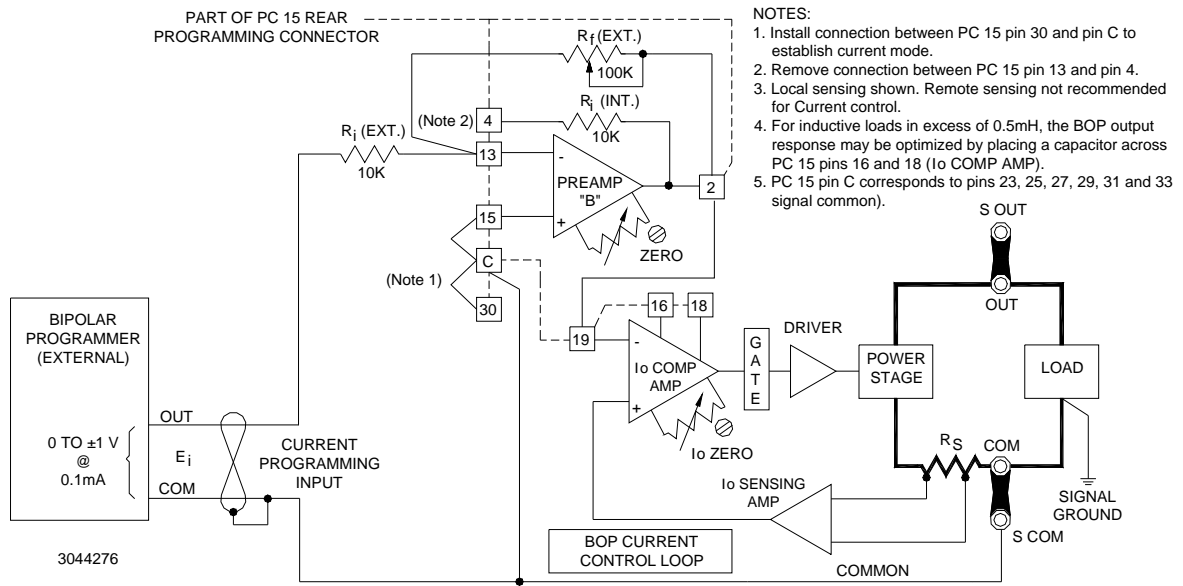 PART OF PC 15 REAR
PROGRAMMING CONNECTOR
Rf (EXT.)
100K
Ri (INT.)
10K
(Note 2)
4
13
Ri (EXT.)
10K
-
PREAMP
"B"
+
2
15
ZERO
C
(Note 1)
30
NOTES:
1. Install connection between PC 15 pin 30 and pin C to
establish current mode.
2. Remove connection between PC 15 pin 13 and pin 4.
3. Local sensing shown. Remote sensing not recommended
for Current control.
4. For inductive loads in excess of 0.5mH, the BOP output
response may be optimized by placing a capacitor across
PC 15 pins 16 and 18 (Io COMP AMP).
5. PC 15 pin C corresponds to pins 23, 25, 27, 29, 31 and 33
signal common).
S OUT
OUT
16
18
19
-
Io COMP
AMP
+
Io ZERO
GATE
DRIVER
POWER
STAGE
LOAD
RS
COM
SIGNAL
GROUND
S COM
Io SENSING
AMP
BOP CURRENT
CONTROL LOOP
COMMON
BIPOLAR
PROGRAMMER
(EXTERNAL)
OUT
0 TO ±1 V
@
0.1mA
Ei
COM
CURRENT
PROGRAMMING
INPUT
3044276